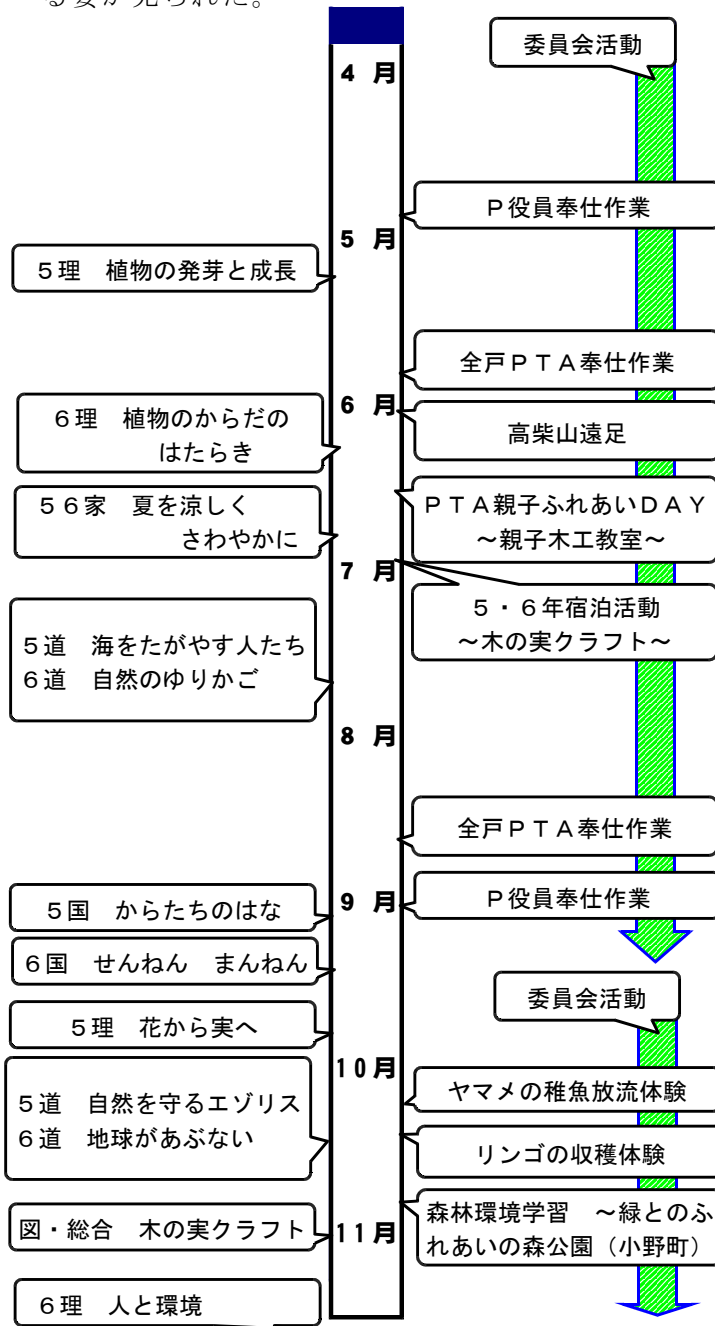 る姿が見られた。
委員会活動
4 月
P役員奉仕作業
5 月
5理 植物の発芽と成長
全戸PTA奉仕作業
6 月
6理 植物のからだの
はたらき
高柴山遠足
56家 夏を涼しく
さわやかに
PTA親子ふれあいDAY
~親子木工教室~
7 月
5・6年宿泊活動
~木の実クラフト~
5道 海をたがやす人たち
6道 自然のゆりかご
8 月
全戸PTA奉仕作業
9 月
P役員奉仕作業
5国 からたちのはな
6国 せんねん まんねん
委員会活動
5理 花から実へ
10月
ヤマメの稚魚放流体験
5道 自然を守るエゾリス
6道 地球があぶない
リンゴの収穫体験
図・総合 木の実クラフト
11月
森林環境学習 ~緑とのふ
れあいの森公園(小野町)
6理 人と環境